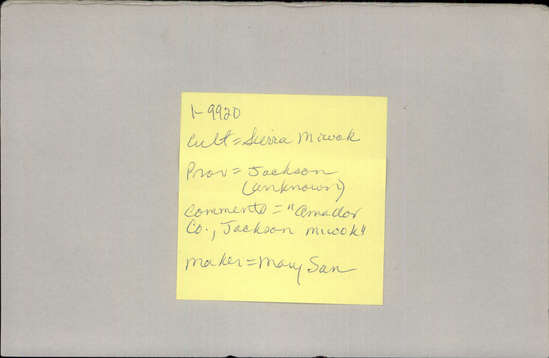 1-9920
cult = Sierra Miwok
Prov = Jackson
(unknown)
comments = "Amador
Co., Jackson Miwok"
maker = Mary San